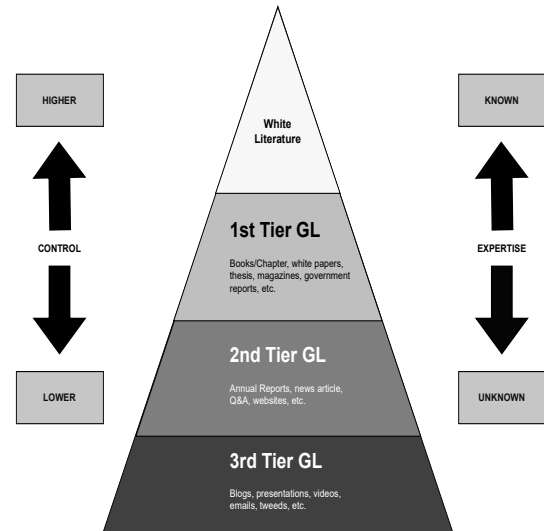 HIGHER
KNOWN
White
Literature
1st Tier GL
Books/Chapter, white papers,
thesis, magazines, government
reports, etc.
CONTROL
EXPERTISE
2nd Tier GL
Annual Reports, news article,
Q&A, websites, etc.
LOWER
UNKNOWN
3rd Tier GL
Blogs, presentations, videos,
emails, tweeds, etc.